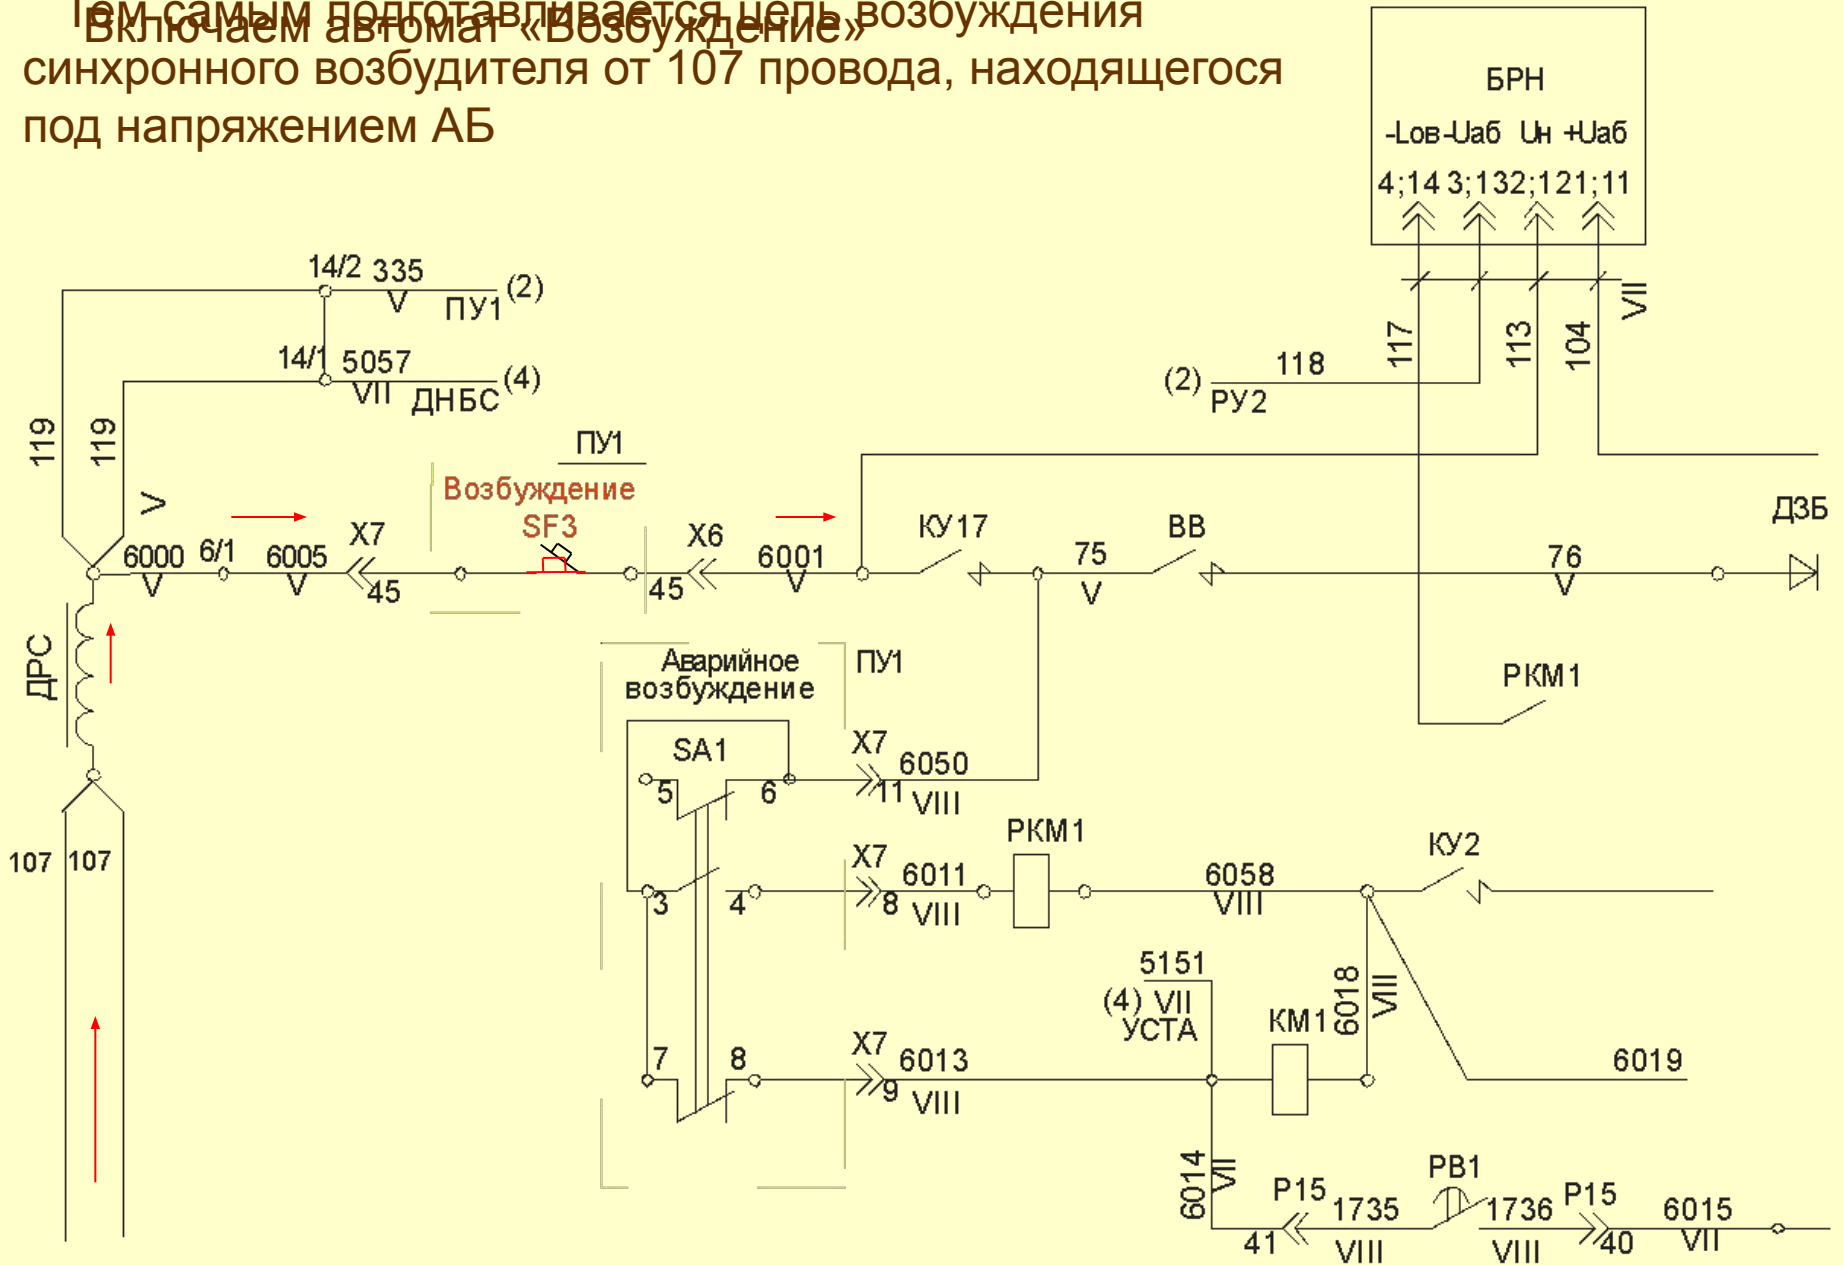 Тем самым подготавливается цепь возбуждения
Включаем автомат «Возбуждение»
синхронного возбудителя от 107 провода, находящегося
под напряжением АБ
БРН
-Lов -Uаб Uн +Uаб
4;14 3;13 2;12 1;11
VII
117
113
104
14/2 335
V ПУ1 (2)
14/1 5057
VII ДНБС (4)
118
(2) РУ2
119
119
V
ПУ1
Возбуждение
SF3
X7
X6
КУ17
ВВ
ДЗБ
6000 6/1 6005
V V 45
45 6001
V
75
V
76
V
ДРС
Аварийное
возбуждение
ПУ1
РКМ1
SA1
X7
5 6 11 6050
VIII
107 107
РКМ1
КУ2
X7
3 4 8 6011
VIII
6058
VIII
5151
(4) VII
УСТА
КМ1
6018
VIII
X7
7 8 9 6013
VIII
6019
6014
VII
РВ1
Р15 1735 1736 Р15 6015
41 VIII VIII 40 VII